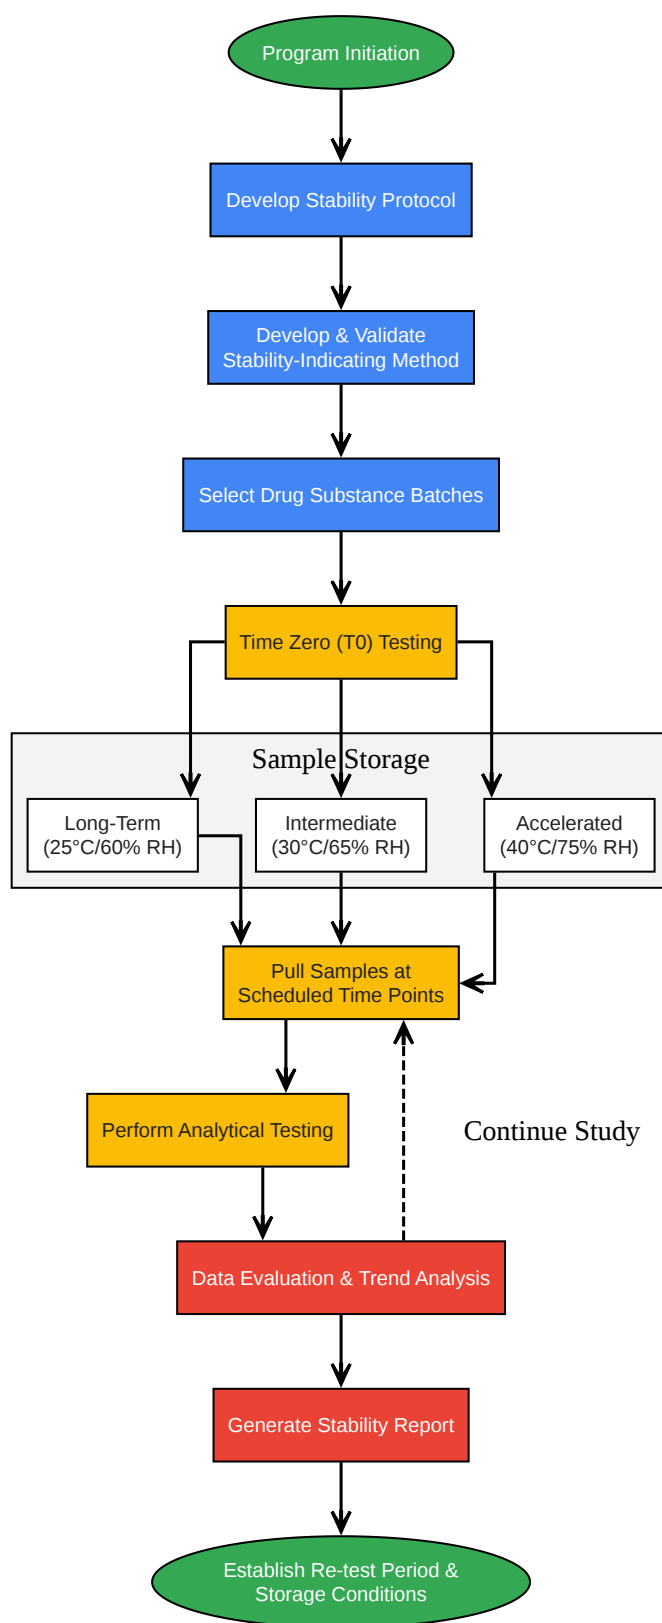 Program Initiation
Develop Stability Protocol
Develop & Validate
Stability-Indicating Method
Select Drug Substance Batches
Time Zero (T0) Testing
Sample Storage
Long-Term
(25°C/60% RH)
Intermediate
(30°C/65% RH)
Accelerated
(40°C/75% RH)
Pull Samples at
Scheduled Time Points
Perform Analytical Testing
Continue Study
Data Evaluation & Trend Analysis
Generate Stability Report
Establish Re-test Period &
Storage Conditions